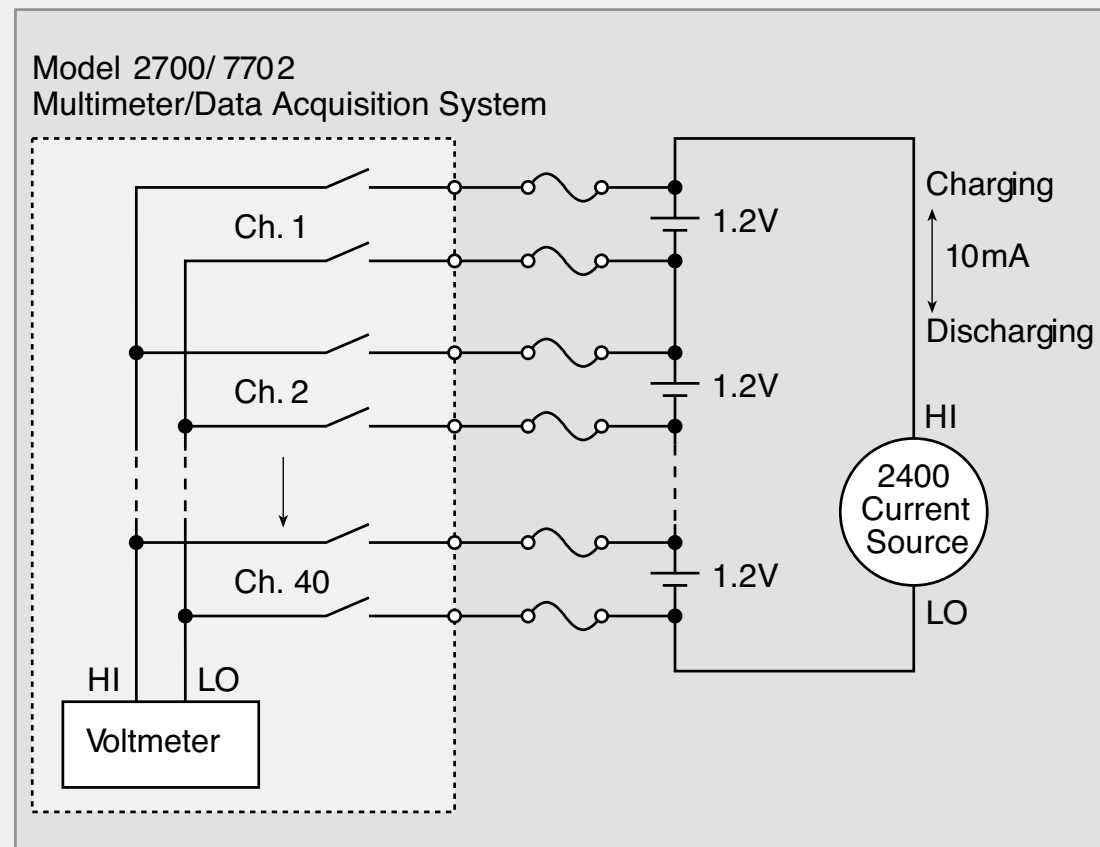 Model 2700/7702
Multimeter/Data Acquisition System
Ch. 1
1.2V
Charging
10mA
Discharging
Ch. 2
1.2V
HI
2400
Current
Source
Ch. 40
1.2V
LO
HI
LO
Voltmeter